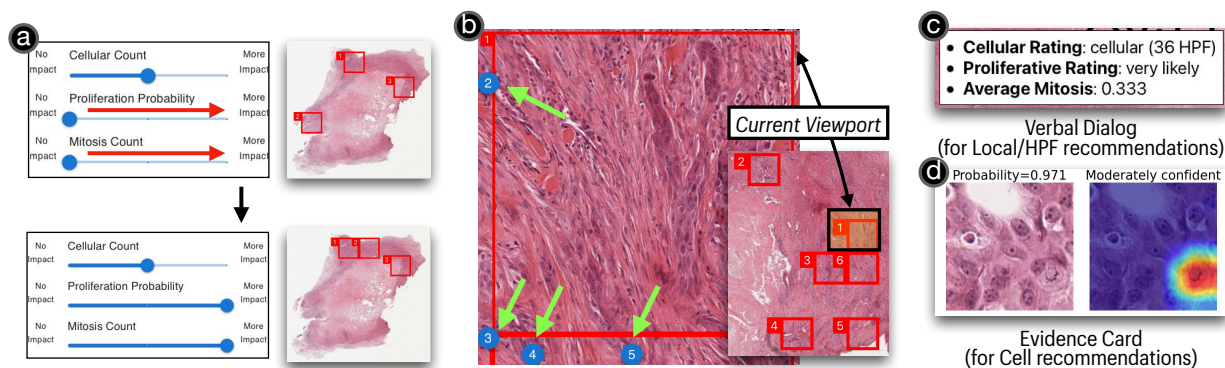 a
No
Impact
Cellular Count
More
Impact
No
Impact
Proliferation Probability
More
Impact
No
Impact
Mitosis Count
More
Impact
1
3
2
No
Impact
Cellular Count
More
Impact
No
Impact
Proliferation Probability
More
Impact
No
Impact
Mitosis Count
More
Impact
1
2
3
b
1
2
3
4
5
Current Viewport
2
1
3
6
4
5
c
• Cellular Rating: cellular (36 HPF)
• Proliferative Rating: very likely
• Average Mitosis: 0.333
Verbal Dialog
(for Local/HPF recommendations)
d
Probability=0.971
Moderately confident
Evidence Card
(for Cell recommendations)